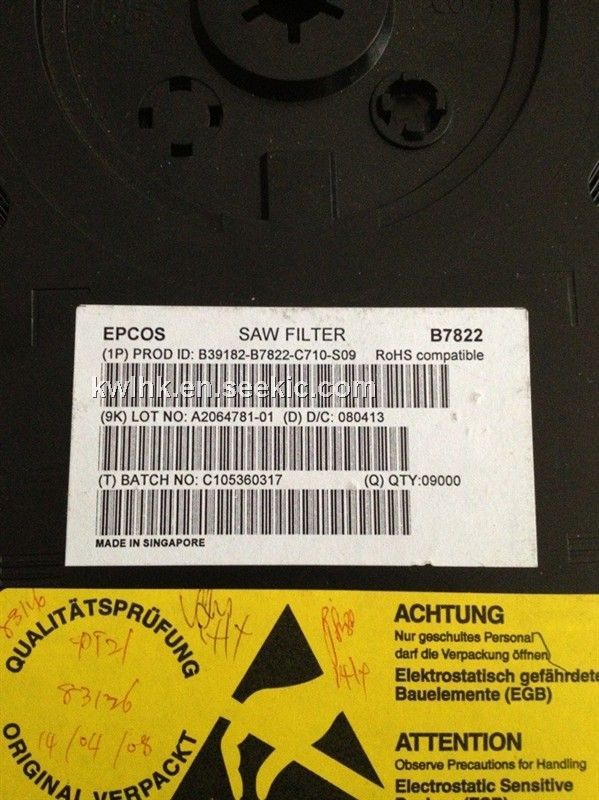 EPCOS SAW FILTER B7822
(1P) PROD ID: B39182-B7822-C710-S09 RoHS compatible
kwlhk.en.seekic.com
(9K) LOT NO: A2064781-01 (D) D/C: 080413
(T) BATCH NO: C105360317 (Q) QTY:09000
MADE IN SINGAPORE
QUALITÄTSPRÜFUNG
83126
14/04/08
ORIGINAL VERPACKT
ACHTUNG
Nur geschultes Personal
darf die Verpackung öffnen
Elektrostatisch gefährdete
Bauelemente (EGB)
ATTENTION
Observe Precautions for Handling
Electrostatic Sensitive